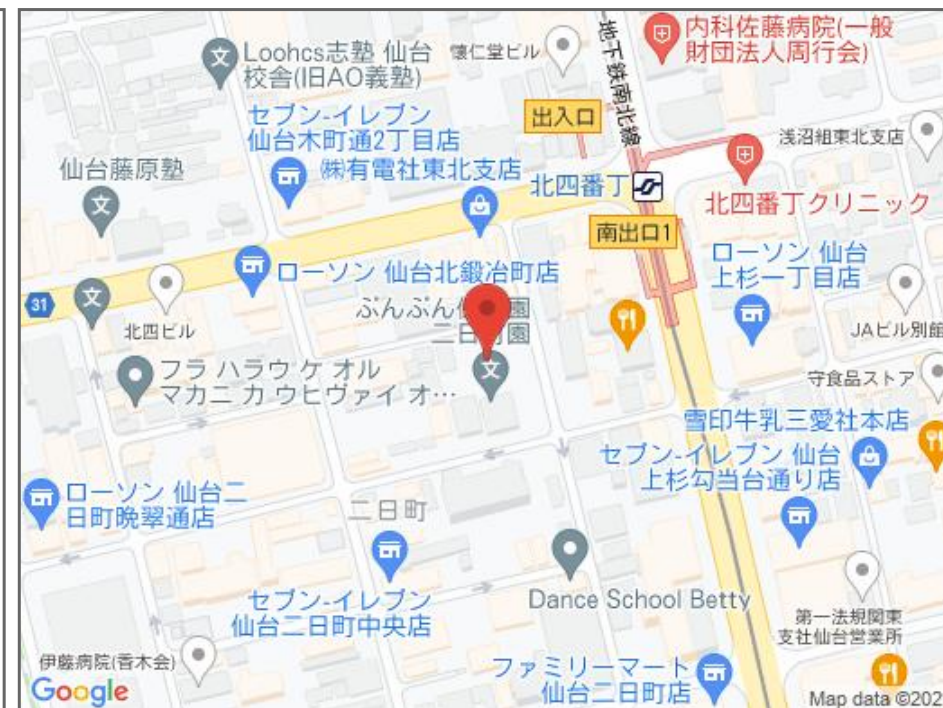 Loohcs志塾 仙台
校舎(旧AO義塾)
懐仁堂ビル
地下鉄南北線
内科佐藤病院(一般
財団法人周行会)
セブン-イレブン
仙台木町通2丁目店
出入口
浅沼組東北支店
仙台藤原塾
㈱有電社東北支店
北四番丁
北四番丁クリニック
南出口1
ローソン 仙台北鍛冶町店
ローソン 仙台
上杉一丁目店
31
北四ビル
ぶんぶん
園
二日
園
JAビル別館
フラ ハラウ ケ オル
マカニ カ ウヒヴァイ オ…
守食品ストア
雪印牛乳三愛社本店
セブン-イレブン 仙台
上杉勾当台通り店
ローソン 仙台二
日町晩翠通店
二日町
セブン-イレブン
仙台二日町中央店
Dance School Betty
第一法規関東
支社仙台営業所
伊藤病院(香木会)
ファミリーマート
仙台二日町店
Google
Map data ©202